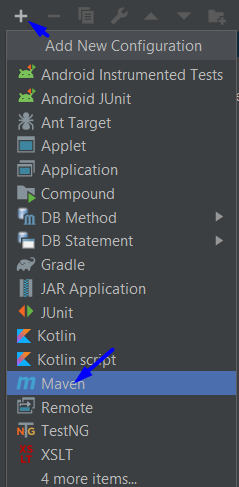 Add New Configuration
Android Instrumented Tests
Android JUnit
Ant Target
Applet
Application
Compound
DB Method
DB Statement
Gradle
JAR Application
JUnit
Kotlin
Kotlin script
m Maven
Remote
NG TestNG
XSLT
4 more items...